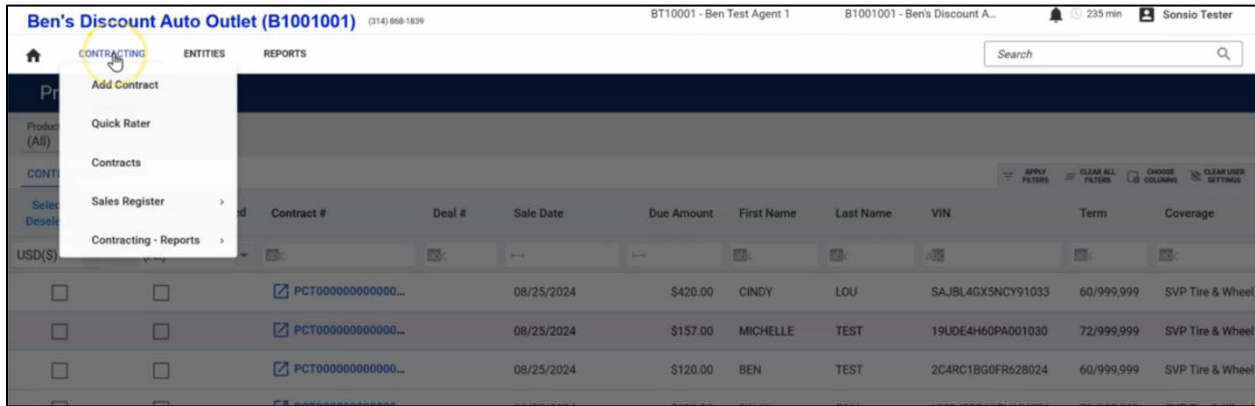 Ben's Discount Auto Outlet (B1001001) (314) 868-1839 BT10001 - Ben Test Agent 1 B1001001 - Ben's Discount A... 235 min Sonsio Tester
CONTRACTING ENTITIES REPORTS Search
Add Contract
Quick Rater
(All)
Contracts
APPLY FILTERS CLEAR ALL FILTERS CHOOSE COLUMNS CLEAR USER SETTINGS
Sales Register
Contract # Deal # Sale Date Due Amount First Name Last Name VIN Term Coverage
Contracting - Reports
USD($)
PCT000000000000... 08/25/2024 $420.00 CINDY LOU SAJBL4GX5NCY91033 60/999,999 SVP Tire & Wheel
PCT000000000000... 08/25/2024 $157.00 MICHELLE TEST 19UDE4H60PA001030 72/999,999 SVP Tire & Wheel
PCT000000000000... 08/25/2024 $120.00 BEN TEST 2C4RC1BG0FR628024 60/999,999 SVP Tire & Wheel